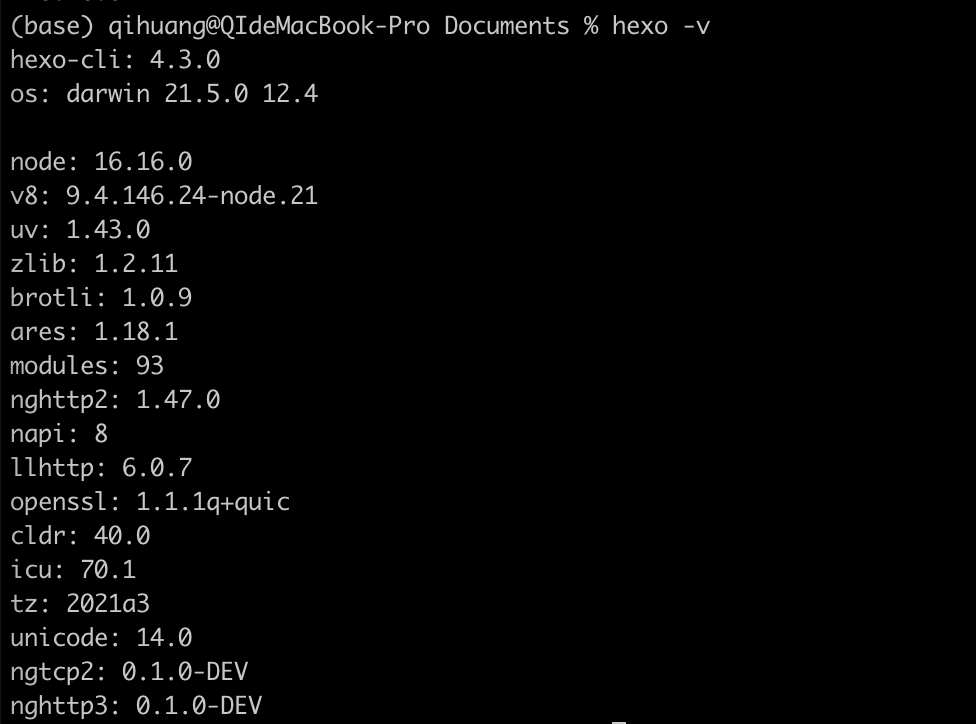 (base) qihuang@QIdeMacBook-Pro Documents % hexo -v
hexo-cli: 4.3.0
os: darwin 21.5.0 12.4
node: 16.16.0
v8: 9.4.146.24-node.21
uv: 1.43.0
zlib: 1.2.11
brotli: 1.0.9
ares: 1.18.1
modules: 93
nghttp2: 1.47.0
napi: 8
llhttp: 6.0.7
openssl: 1.1.1q+quic
cldr: 40.0
icu: 70.1
tz: 2021a3
unicode: 14.0
ngtcp2: 0.1.0-DEV
nghttp3: 0.1.0-DEV